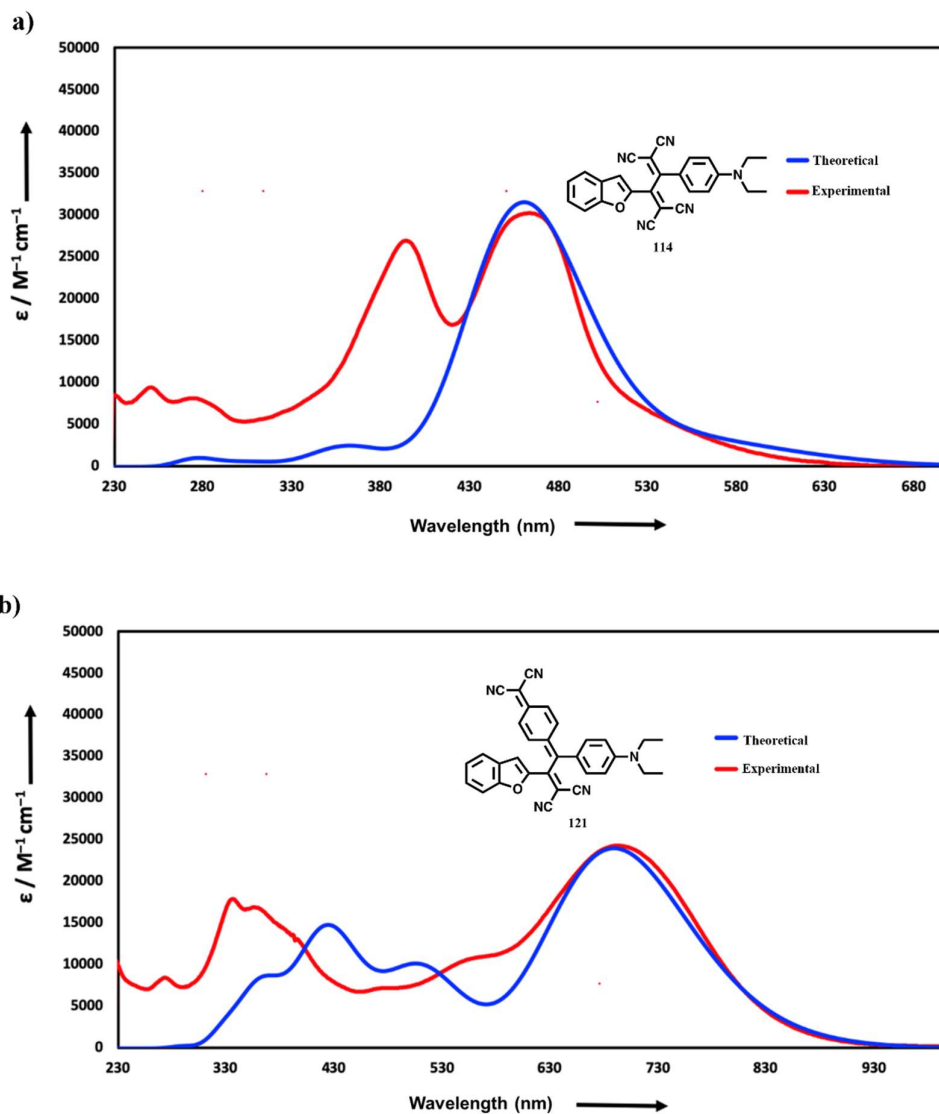 a)
50000
45000
40000
35000
30000
25000
20000
15000
10000
5000
0
ε / M⁻¹ cm⁻¹
NC CN
N
O
NC CN
114
Theoretical
Experimental
230 280 330 380 430 480 530 580 630 680
Wavelength (nm)
b)
50000
45000
40000
35000
30000
25000
20000
15000
10000
5000
0
ε / M⁻¹ cm⁻¹
CN
NC
N
O
CN
NC
121
Theoretical
Experimental
230 330 430 530 630 730 830 930
Wavelength (nm)